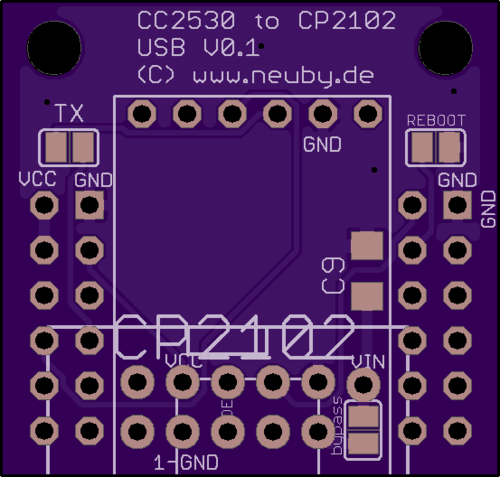 CC2530 to CP2102
USB V0.1
(C) www.neuby.de
TX
REBOOT
GND
VCC GND
GND
GND
C9
CP2102
VCC
VIN
DE
bypass
1-GND